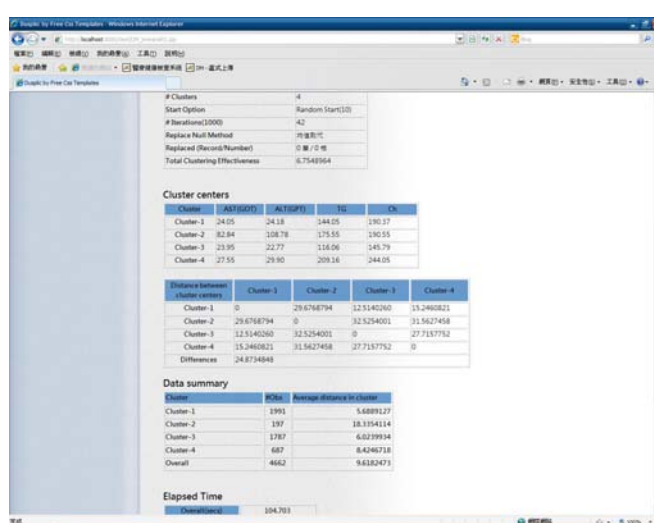 Duaplic by Free Css Templates - Windows Internet Explorer
Duaplic by Free Css Templates
# Clusters 4
Start Option Random Start(10)
# Iterations(1000) 42
Replace Null Method 均值取代
Replaced (Record/Number) 0 筆 / 0 格
Total Clustering Effectiveness 6.7548964
Cluster centers
Cluster AST(GOT) ALT(GPT) TG Ch
Cluster-1 24.05 24.18 144.05 190.37
Cluster-2 82.84 108.78 175.55 190.55
Cluster-3 23.95 22.77 116.06 145.79
Cluster-4 27.55 29.90 209.16 244.05
Distance between cluster centers Cluster-1 Cluster-2 Cluster-3 Cluster-4
Cluster-1 0 29.6768794 12.5140260 15.2460821
Cluster-2 29.6768794 0 32.5254001 31.5627458
Cluster-3 12.5140260 32.5254001 0 27.7157752
Cluster-4 15.2460821 31.5627458 27.7157752 0
Differences 24.8734848
Data summary
Cluster #Obs Average distance in cluster
Cluster-1 1991 5.6889127
Cluster-2 197 18.3354114
Cluster-3 1787 6.0239934
Cluster-4 687 8.4246718
Overall 4662 9.6182473
Elapsed Time
Overall(secs) 104.703
完成
100%